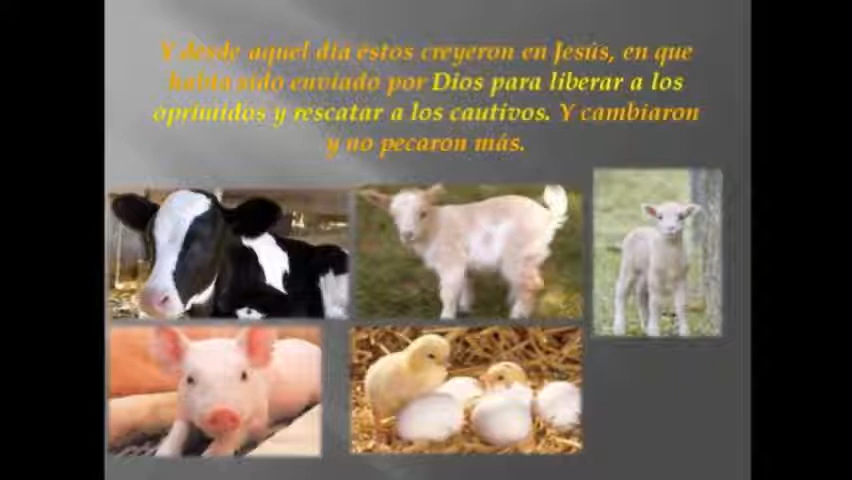 Y desde aquel día éstos creyeron en Jesús, en que
había sido enviado por Dios para liberar a los
oprimidos y rescatar a los cautivos. Y cambiaron
y no pecaron más.